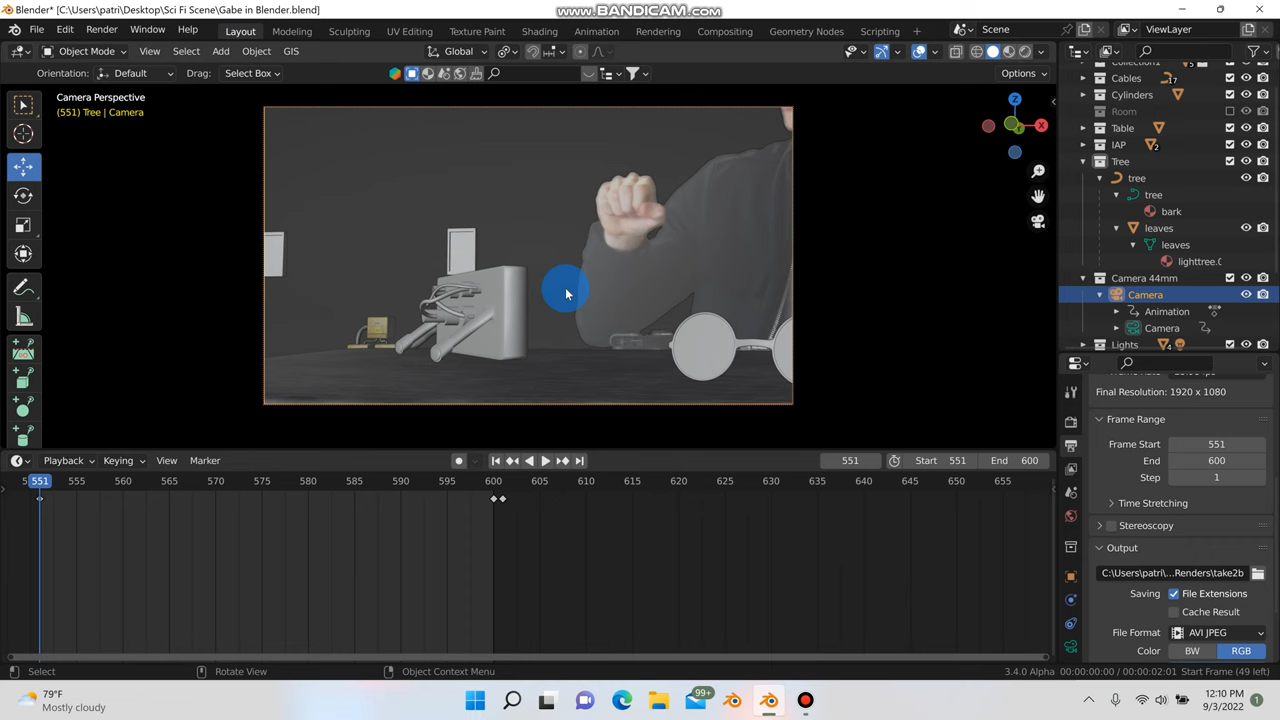 Blender* [C:\Users\patri\Desktop\Sci Fi Scene\Gabe in Blender.blend]
www.BANDICAM.com
File Edit Render Window Help
Layout Modeling Sculpting UV Editing Texture Paint Shading Animation Rendering Compositing Geometry Nodes Scripting
Scene
ViewLayer
Object Mode View Select Add Object GIS
Global
Orientation: Default Drag: Select Box
Options
Camera Perspective
(551) Tree | Camera
Z
X
Cables 17
Cylinders
Room
Table
IAP 2
Tree
tree
tree
bark
leaves
leaves
Camera 44mm
Camera
Animation
Camera
Lights 4
Final Resolution: 1920 x 1080
Frame Range
Frame Start 551
End 600
Step 1
Time Stretching
Stereoscopy
Output
C:\Users\patri\...Renders\take2b
Saving File Extensions
Cache Result
File Format AVI JPEG
Color BW RGB
Playback Keying View Marker
551 Start 551 End 600
551 555 560 565 570 575 580 585 590 595 600 605 610 615 620 625 630 635 640 645 650 655
Select Rotate View Object Context Menu
3.4.0 Alpha 00:00:00:00 / 00:00:02:01 Start Frame (49 left)
79°F
Mostly cloudy
99+
12:10 PM
9/3/2022
1